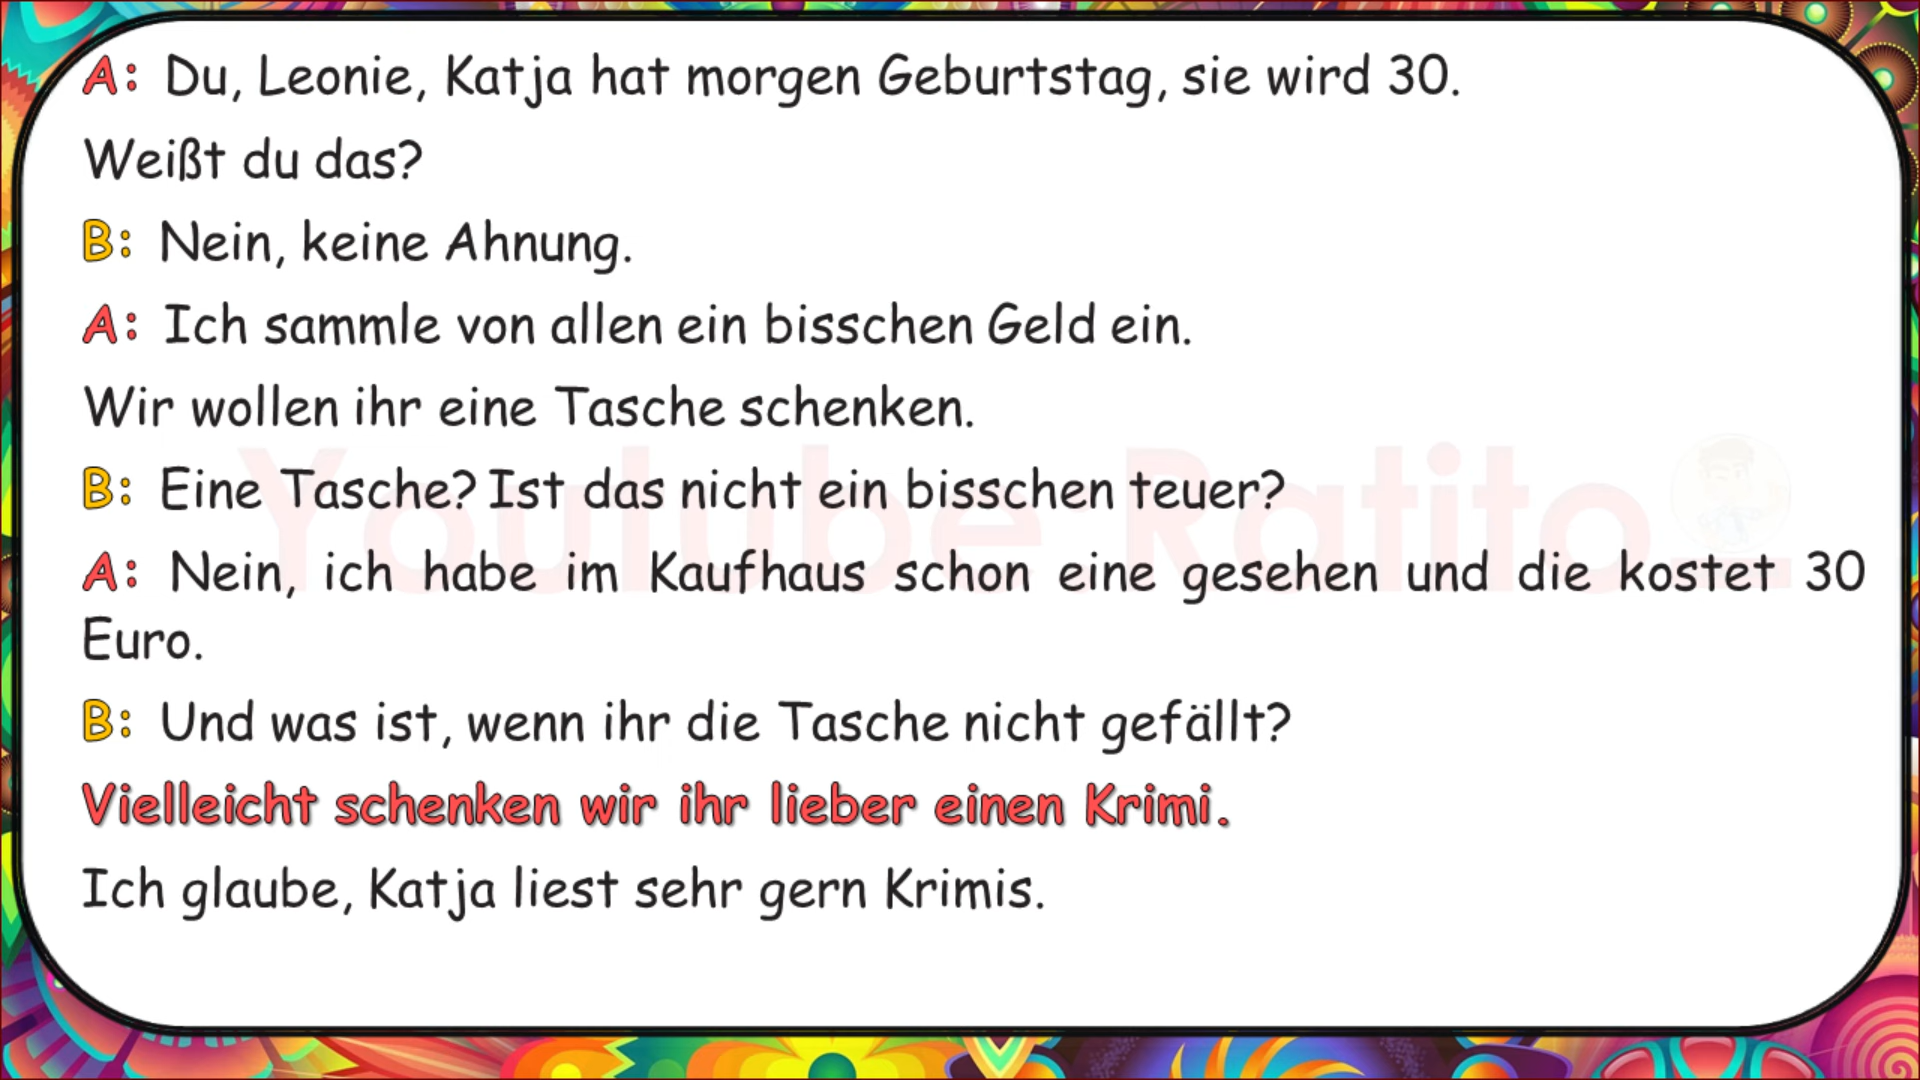 A: Du, Leonie, Katja hat morgen Geburtstag, sie wird 30.
Weißt du das?
B: Nein, keine Ahnung.
A: Ich sammle von allen ein bisschen Geld ein.
Wir wollen ihr eine Tasche schenken.
B: Eine Tasche? Ist das nicht ein bisschen teuer?
Youtube:Ratito_
A: Nein, ich habe im Kaufhaus schon eine gesehen und die kostet 30
Euro.
B: Und was ist, wenn ihr die Tasche nicht gefällt?
Vielleicht schenken wir ihr lieber einen Krimi.
Ich glaube, Katja liest sehr gern Krimis.